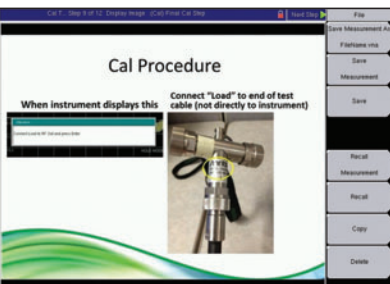 Cal T... Step 9 of 12 Display Image (Cal) Final Cal Step
Next Step
File
Save Measurement As
FileName.vna
Save
Measurement
Save
Recall
Measurement
Recall
Copy
Delete
Cal Procedure
When instrument displays this
Connect Load to RF Out and press Enter
Connect "Load" to end of test
cable (not directly to instrument)